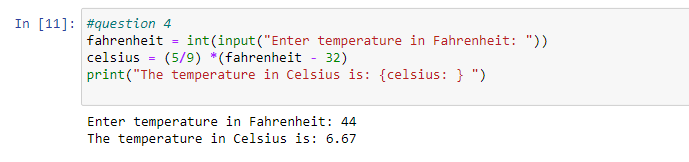 In [11]: #question 4
fahrenheit = int(input("Enter temperature in Fahrenheit: "))
celsius = (5/9) *(fahrenheit - 32)
print("The temperature in Celsius is: {celsius: } ")
Enter temperature in Fahrenheit: 44
The temperature in Celsius is: 6.67